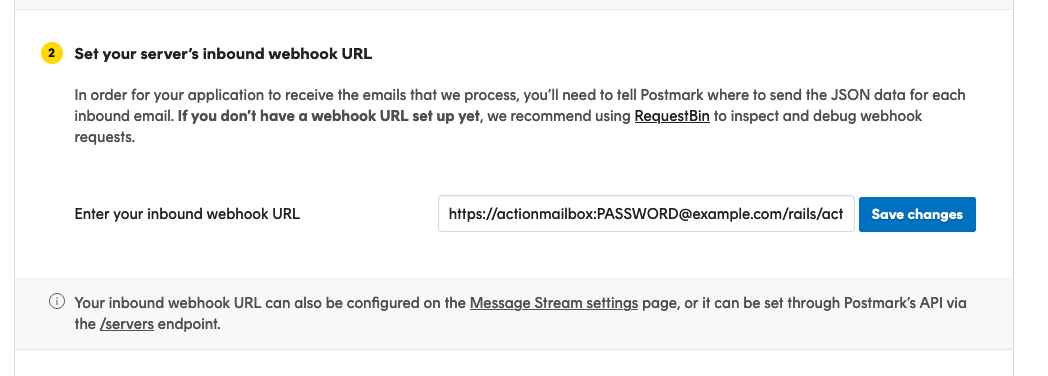 2 Set your server’s inbound webhook URL
In order for your application to receive the emails that we process, you’ll need to tell Postmark where to send the JSON data for each
inbound email. If you don’t have a webhook URL set up yet, we recommend using RequestBin to inspect and debug webhook
requests.
Enter your inbound webhook URL https://actionmailbox:PASSWORD@example.com/rails/act Save changes
Your inbound webhook URL can also be configured on the Message Stream settings page, or it can be set through Postmark’s API via
the /servers endpoint.